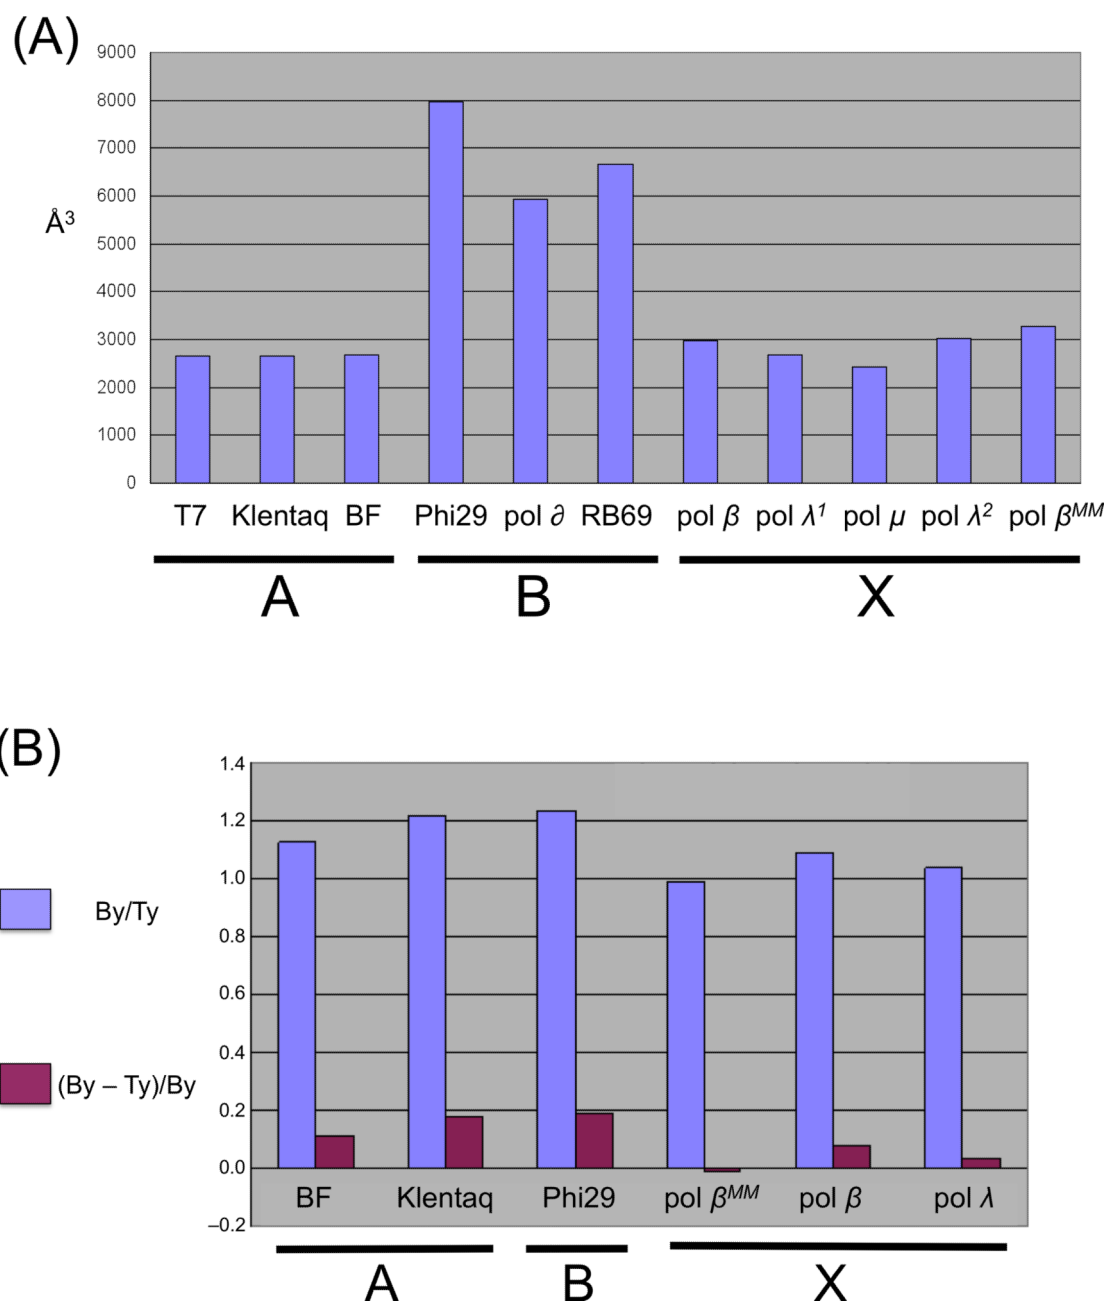 (A)
9000
8000
7000
6000
Å³
5000
4000
3000
2000
1000
0
T7 Klentaq BF Phi29 pol ∂ RB69 pol β pol λ¹ pol μ pol λ² pol βᴹᴹ
A B X
(B)
1.4
1.2
1.0
By/Ty
0.8
0.6
0.4
(By – Ty)/By
0.2
0.0
BF Klentaq Phi29 pol βᴹᴹ pol β pol λ
–0.2
A B X